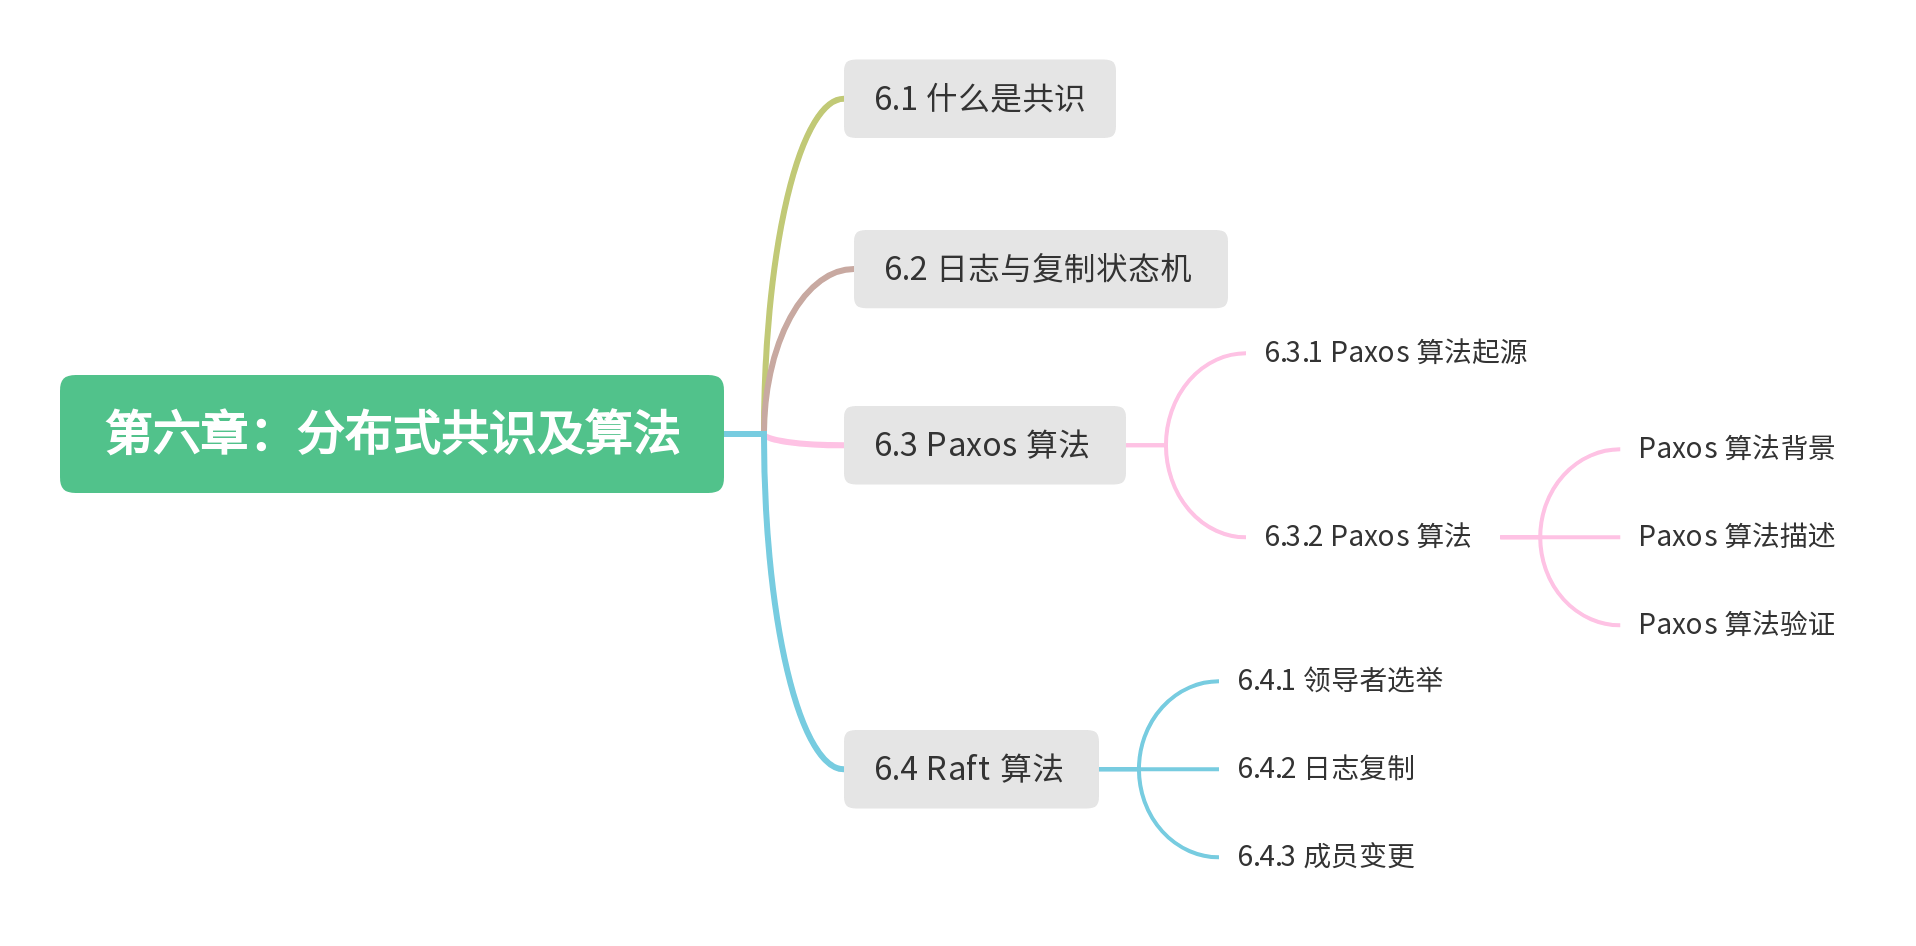 第六章：分布式共识及算法
6.1 什么是共识
6.2 日志与复制状态机
6.3 Paxos 算法
6.3.1 Paxos 算法起源
6.3.2 Paxos 算法
Paxos 算法背景
Paxos 算法描述
Paxos 算法验证
6.4 Raft 算法
6.4.1 领导者选举
6.4.2 日志复制
6.4.3 成员变更